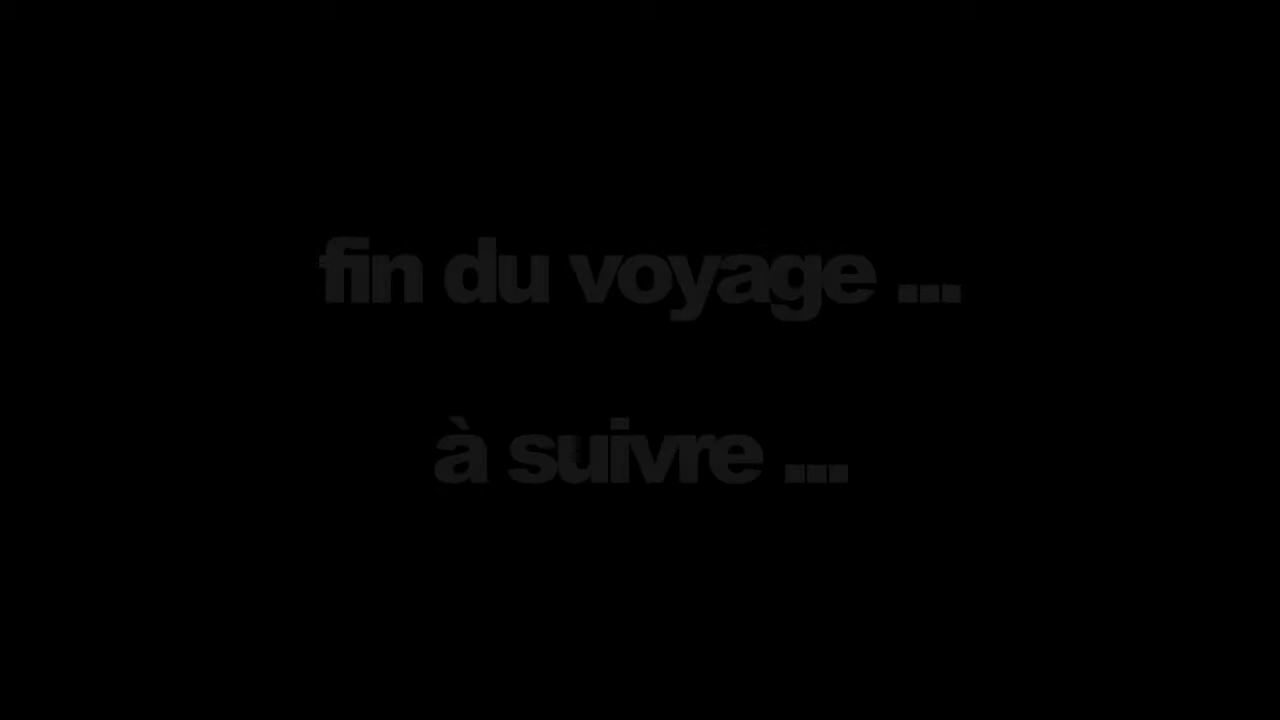 fin du voyage ...
à suivre ...